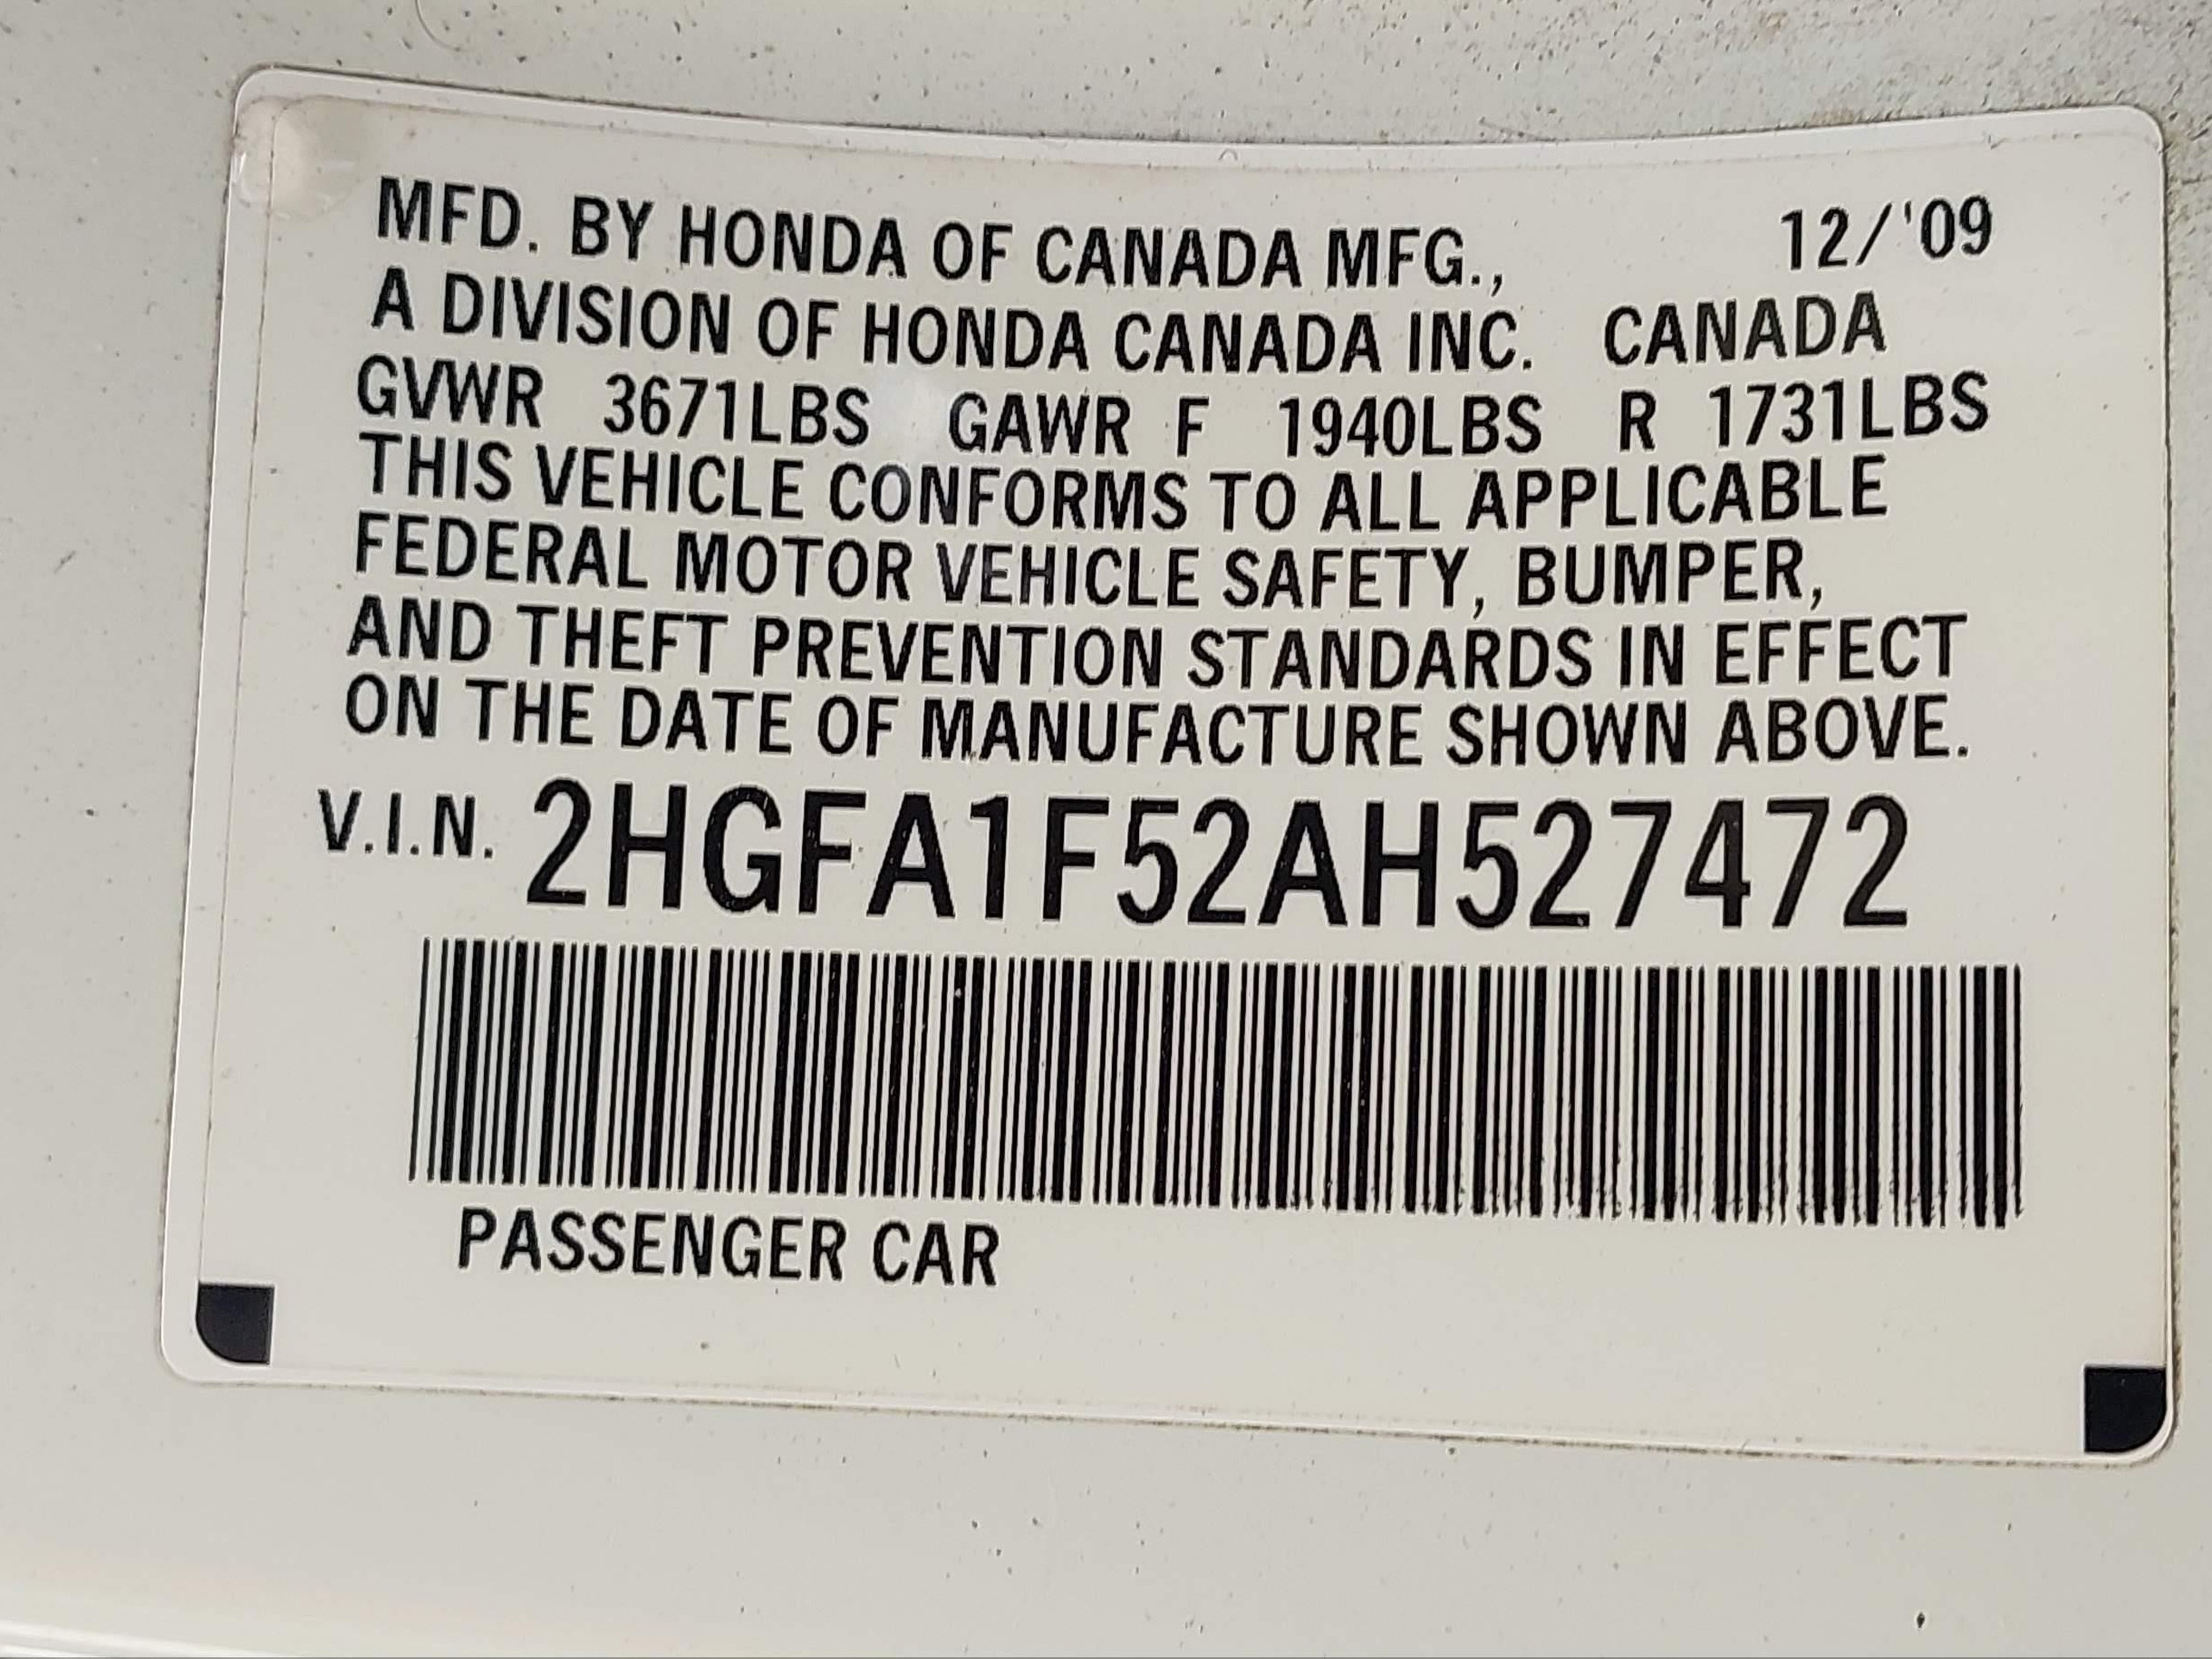 MFD. BY HONDA OF CANADA MFG., 12/'09
A DIVISION OF HONDA CANADA INC. CANADA
GVWR 3671LBS GAWR F 1940LBS R 1731LBS
THIS VEHICLE CONFORMS TO ALL APPLICABLE
FEDERAL MOTOR VEHICLE SAFETY, BUMPER,
AND THEFT PREVENTION STANDARDS IN EFFECT
ON THE DATE OF MANUFACTURE SHOWN ABOVE.
V.I.N. 2HGFA1F52AH527472
PASSENGER CAR